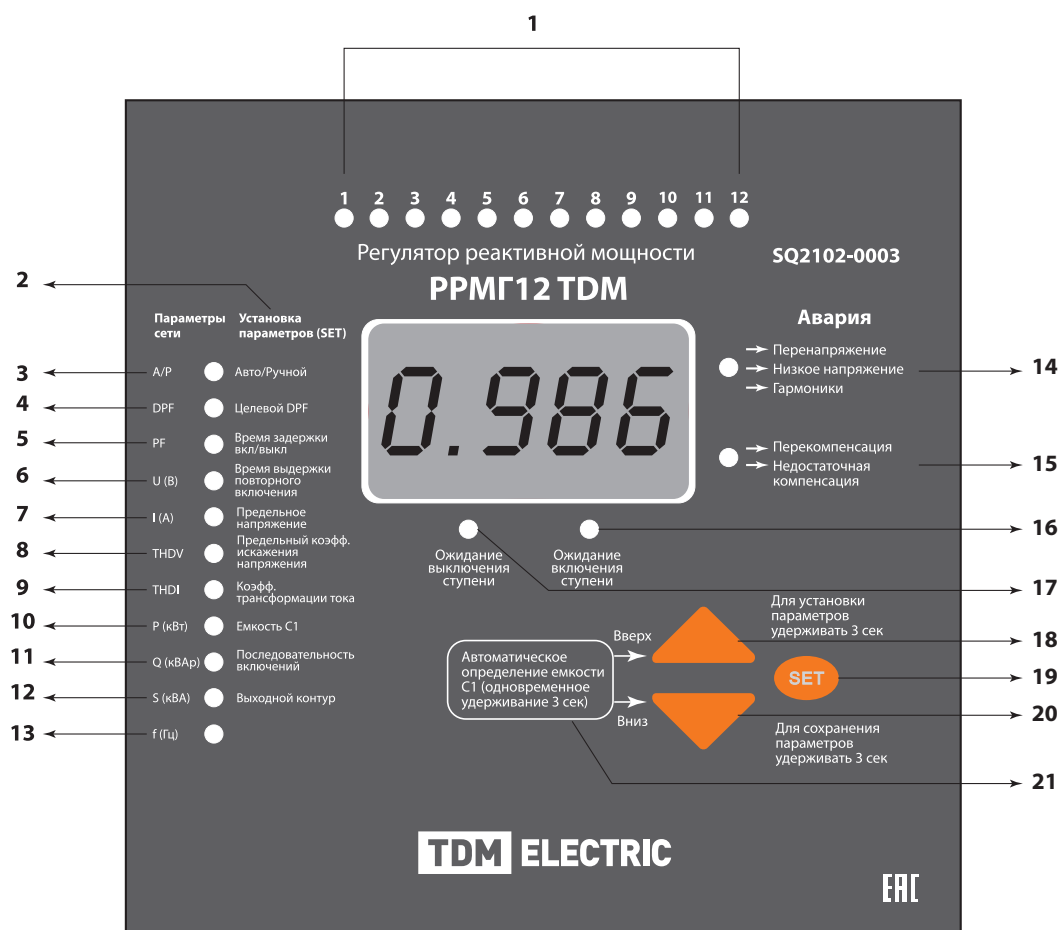 1
1 2 3 4 5 6 7 8 9 10 11 12
Регулятор реактивной мощности
РРМГ12 TDM
SQ2102-0003
2
Параметры
сети
Установка
параметров (SET)
3
A/P
Авто/Ручной
4
DPF
Целевой DPF
5
PF
Время задержки
вкл/выкл
6
U (В)
Время выдержки
повторного
включения
7
I (А)
Предельное
напряжение
8
THDV
Предельный коэфф.
искажения
напряжения
9
THDI
Коэфф.
трансформации тока
10
P (кВт)
Емкость С1
11
Q (кВАр)
Последовательность
включений
12
S (кВА)
Выходной контур
13
f (Гц)
0.986
Авария
Перенапряжение
Низкое напряжение
Гармоники
14
Перекомпенсация
Недостаточная
компенсация
15
16
17
Ожидание
выключения
ступени
Ожидание
включения
ступени
Для установки
параметров
удерживать 3 сек
18
Вверх
Автоматическое
определение емкости
С1 (одновременное
удерживание 3 сек)
Вниз
SET
19
20
Для сохранения
параметров
удерживать 3 сек
21
TDM ELECTRIC
EAC